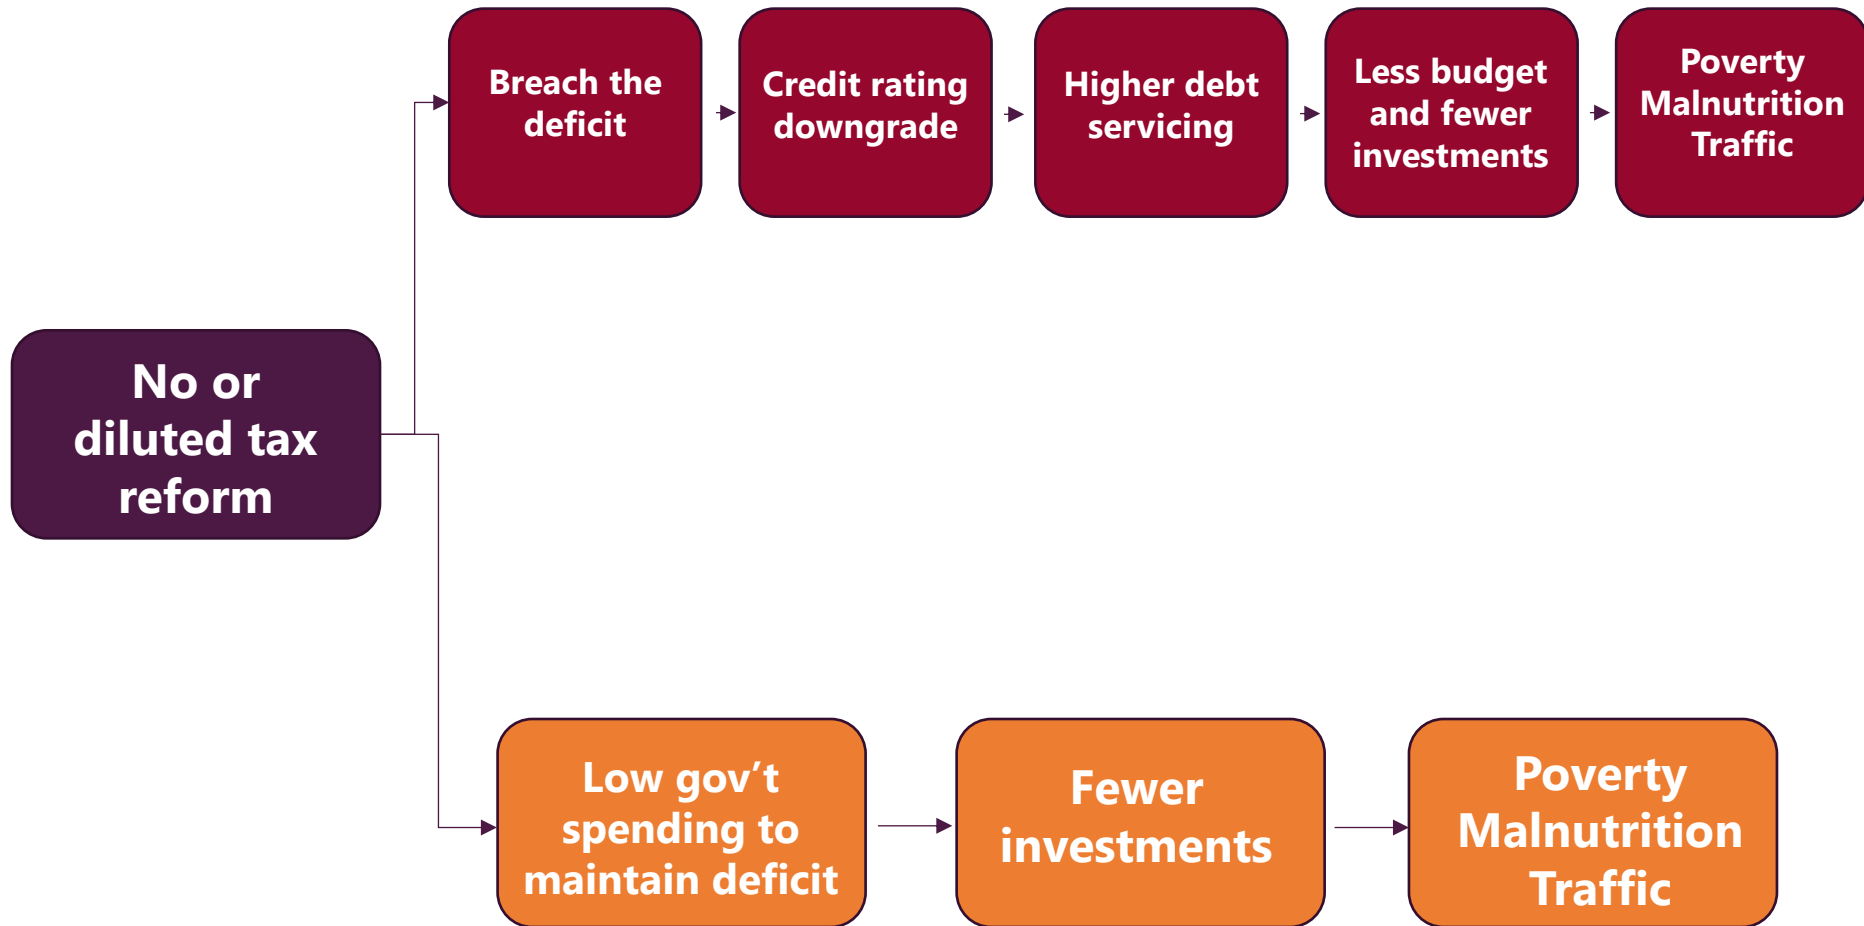 Breach the
deficit
Credit rating
downgrade
Higher debt
servicing
Less budget
and fewer
investments
Poverty
Malnutrition
Traffic
No or
diluted tax
reform
Low gov’t
spending to
maintain deficit
Fewer
investments
Poverty
Malnutrition
Traffic